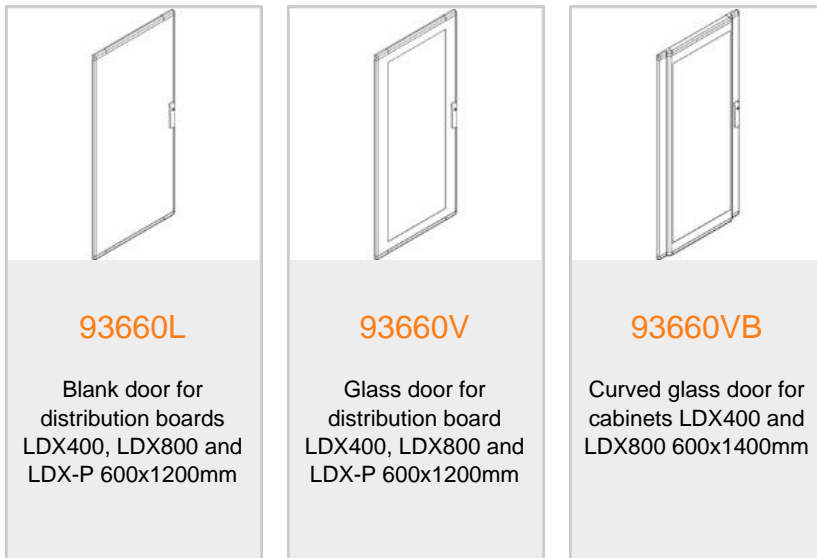 93660L
Blank door for
distribution boards
LDX400, LDX800 and
LDX-P 600x1200mm
93660V
Glass door for
distribution board
LDX400, LDX800 and
LDX-P 600x1200mm
93660VB
Curved glass door for
cabinets LDX400 and
LDX800 600x1400mm